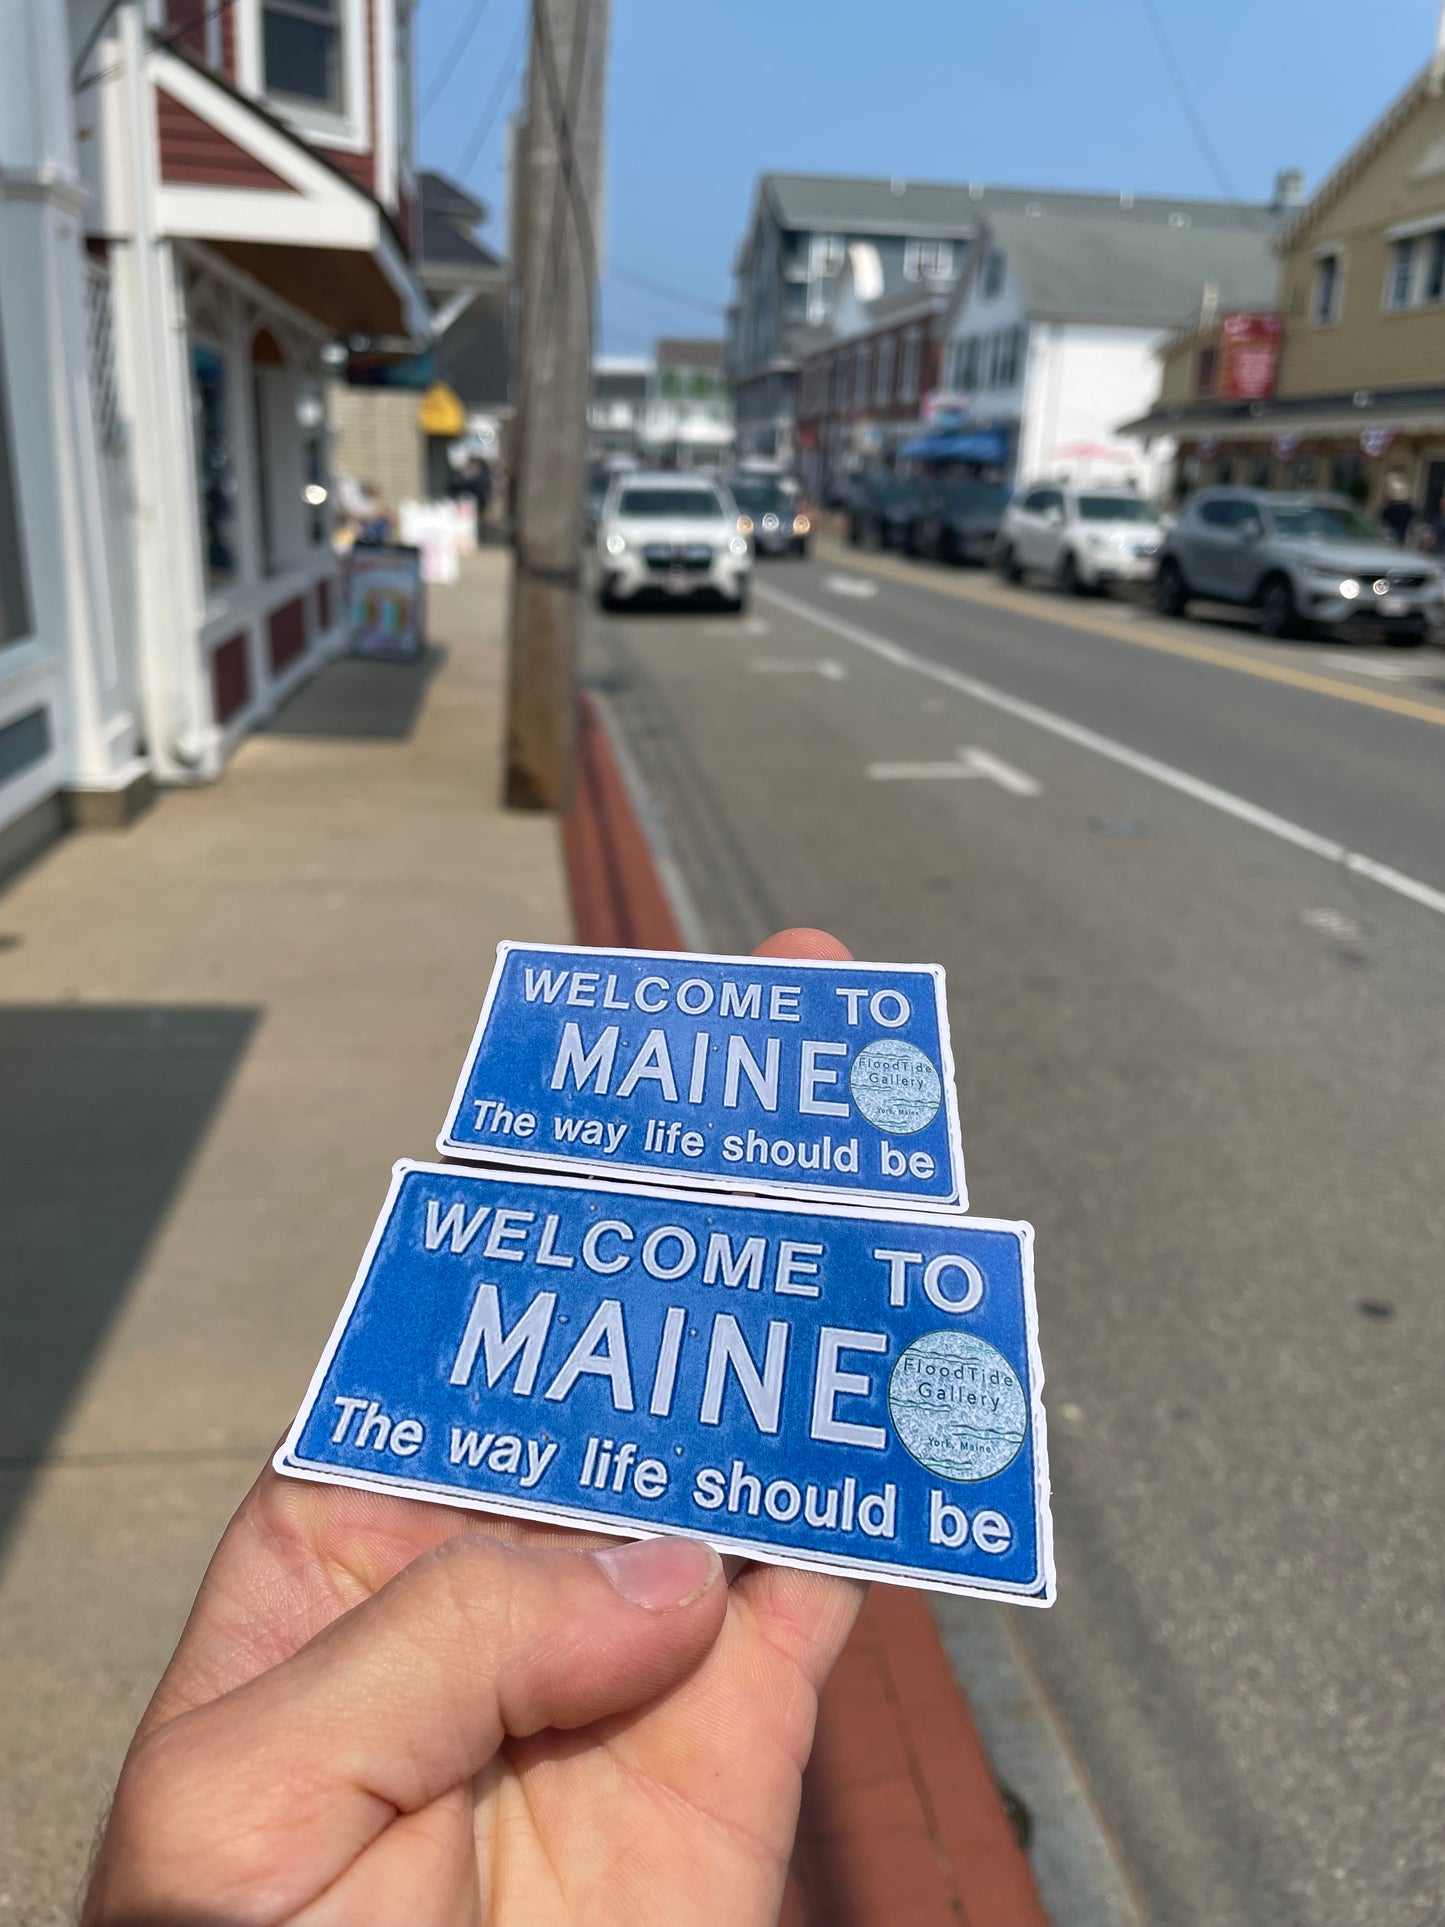 WELCOME TO
MAINE
FloodTide
Gallery
York, Maine
The way life should be
WELCOME TO
MAINE
FloodTide
Gallery
York, Maine
The way life should be